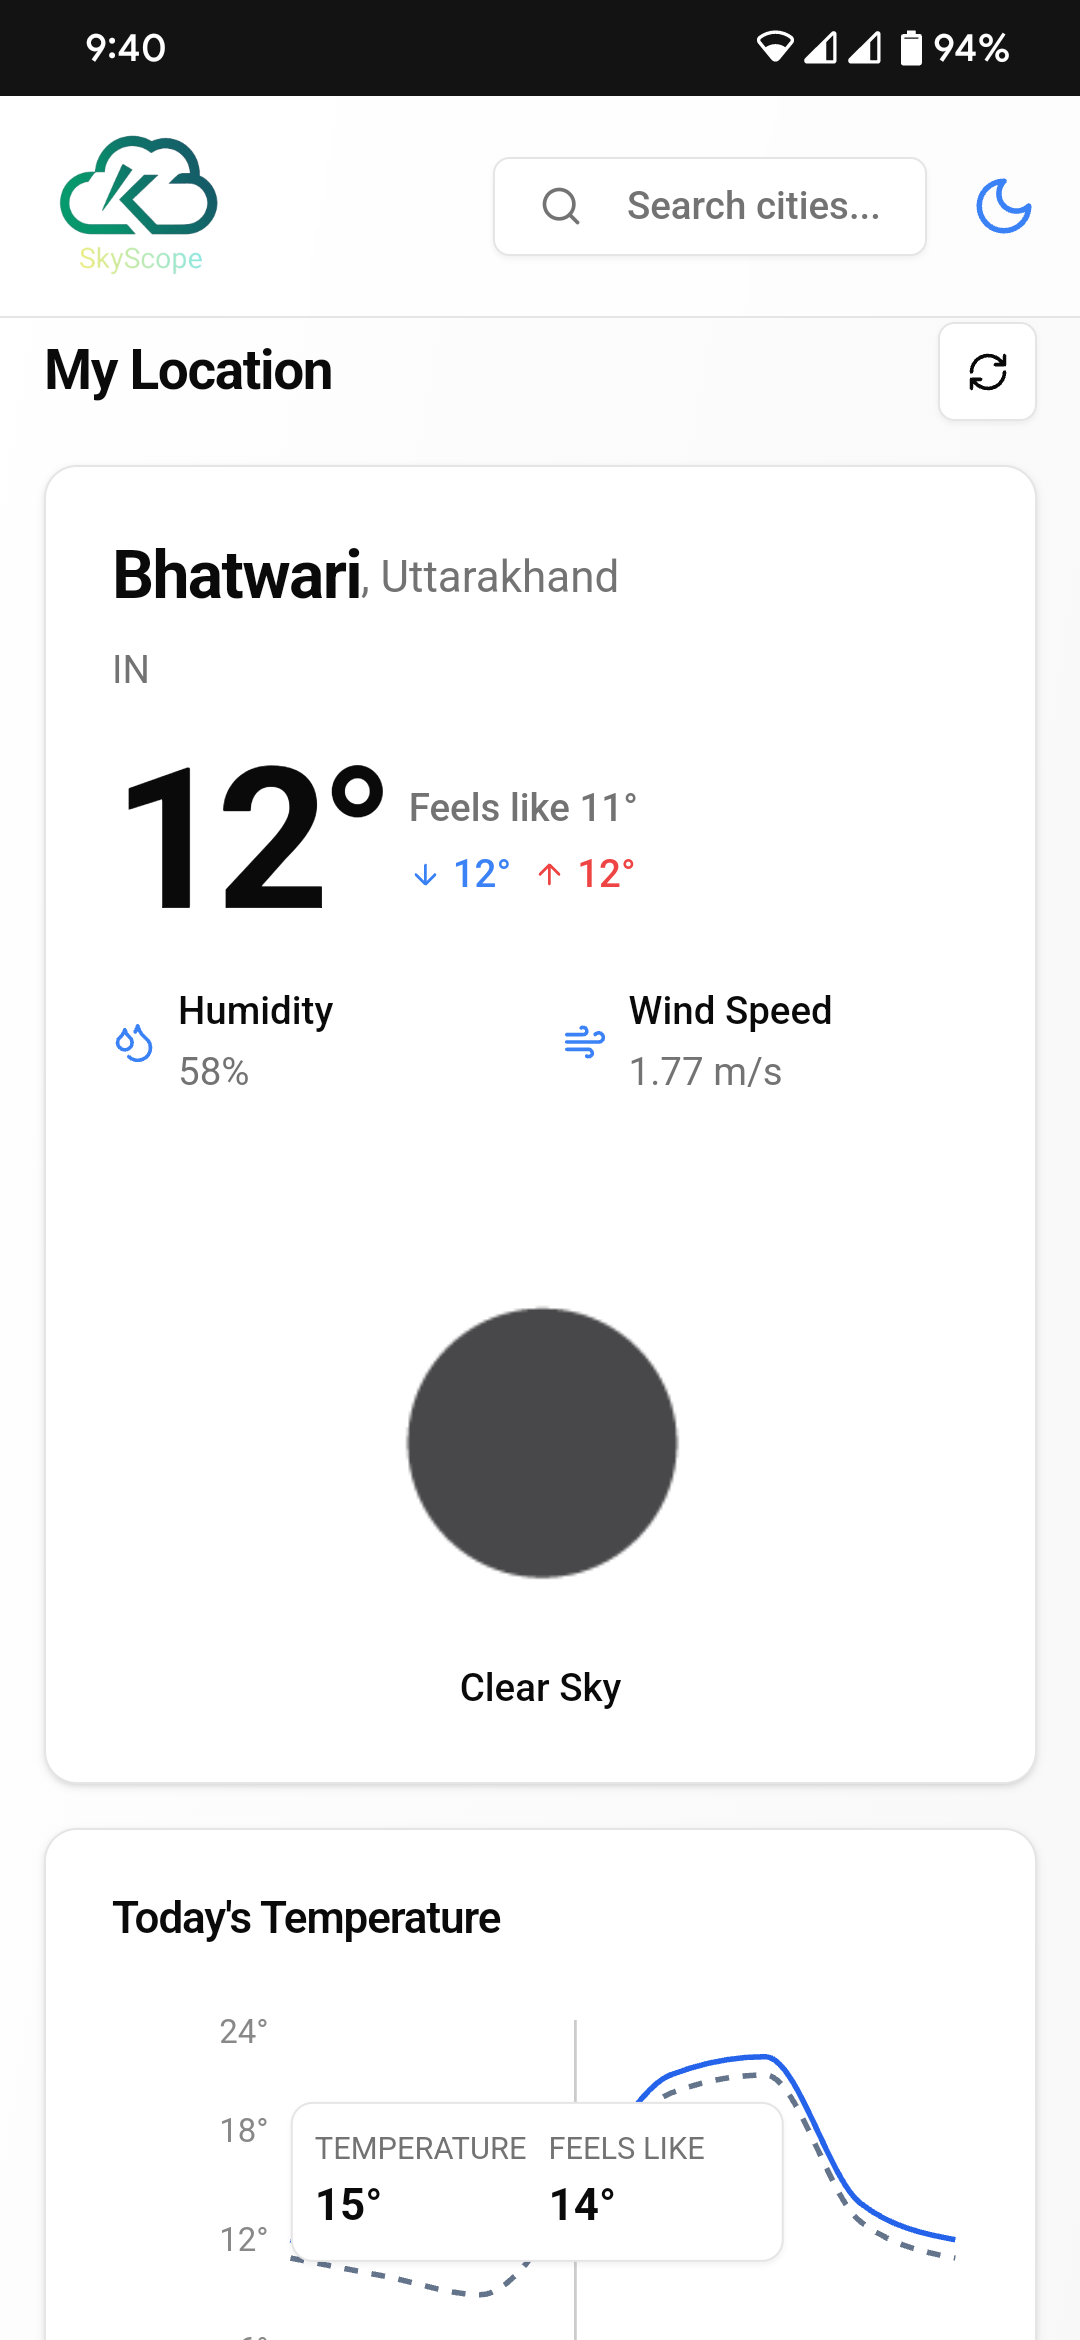 9:40 94%
SkyScope
Search cities...
My Location
Bhatwari, Uttarakhand
IN
12° Feels like 11°
↓ 12° ↑ 12°
Humidity
58%
Wind Speed
1.77 m/s
Clear Sky
Today's Temperature
24°
18°
TEMPERATURE FEELS LIKE
15° 14°
12°